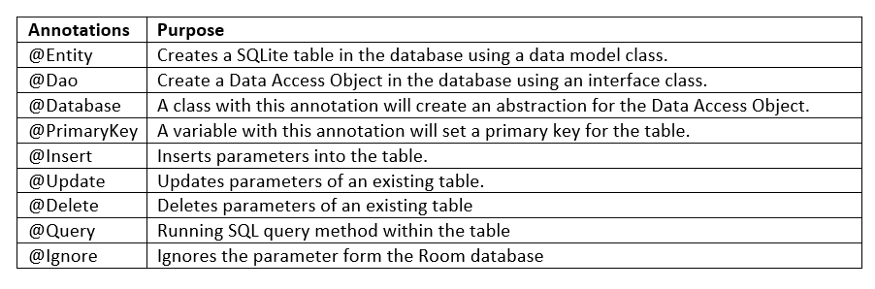 Annotations Purpose
@Entity Creates a SQLite table in the database using a data model class.
@Dao Create a Data Access Object in the database using an interface class.
@Database A class with this annotation will create an abstraction for the Data Access Object.
@PrimaryKey A variable with this annotation will set a primary key for the table.
@Insert Inserts parameters into the table.
@Update Updates parameters of an existing table.
@Delete Deletes parameters of an existing table
@Query Running SQL query method within the table
@Ignore Ignores the parameter form the Room database